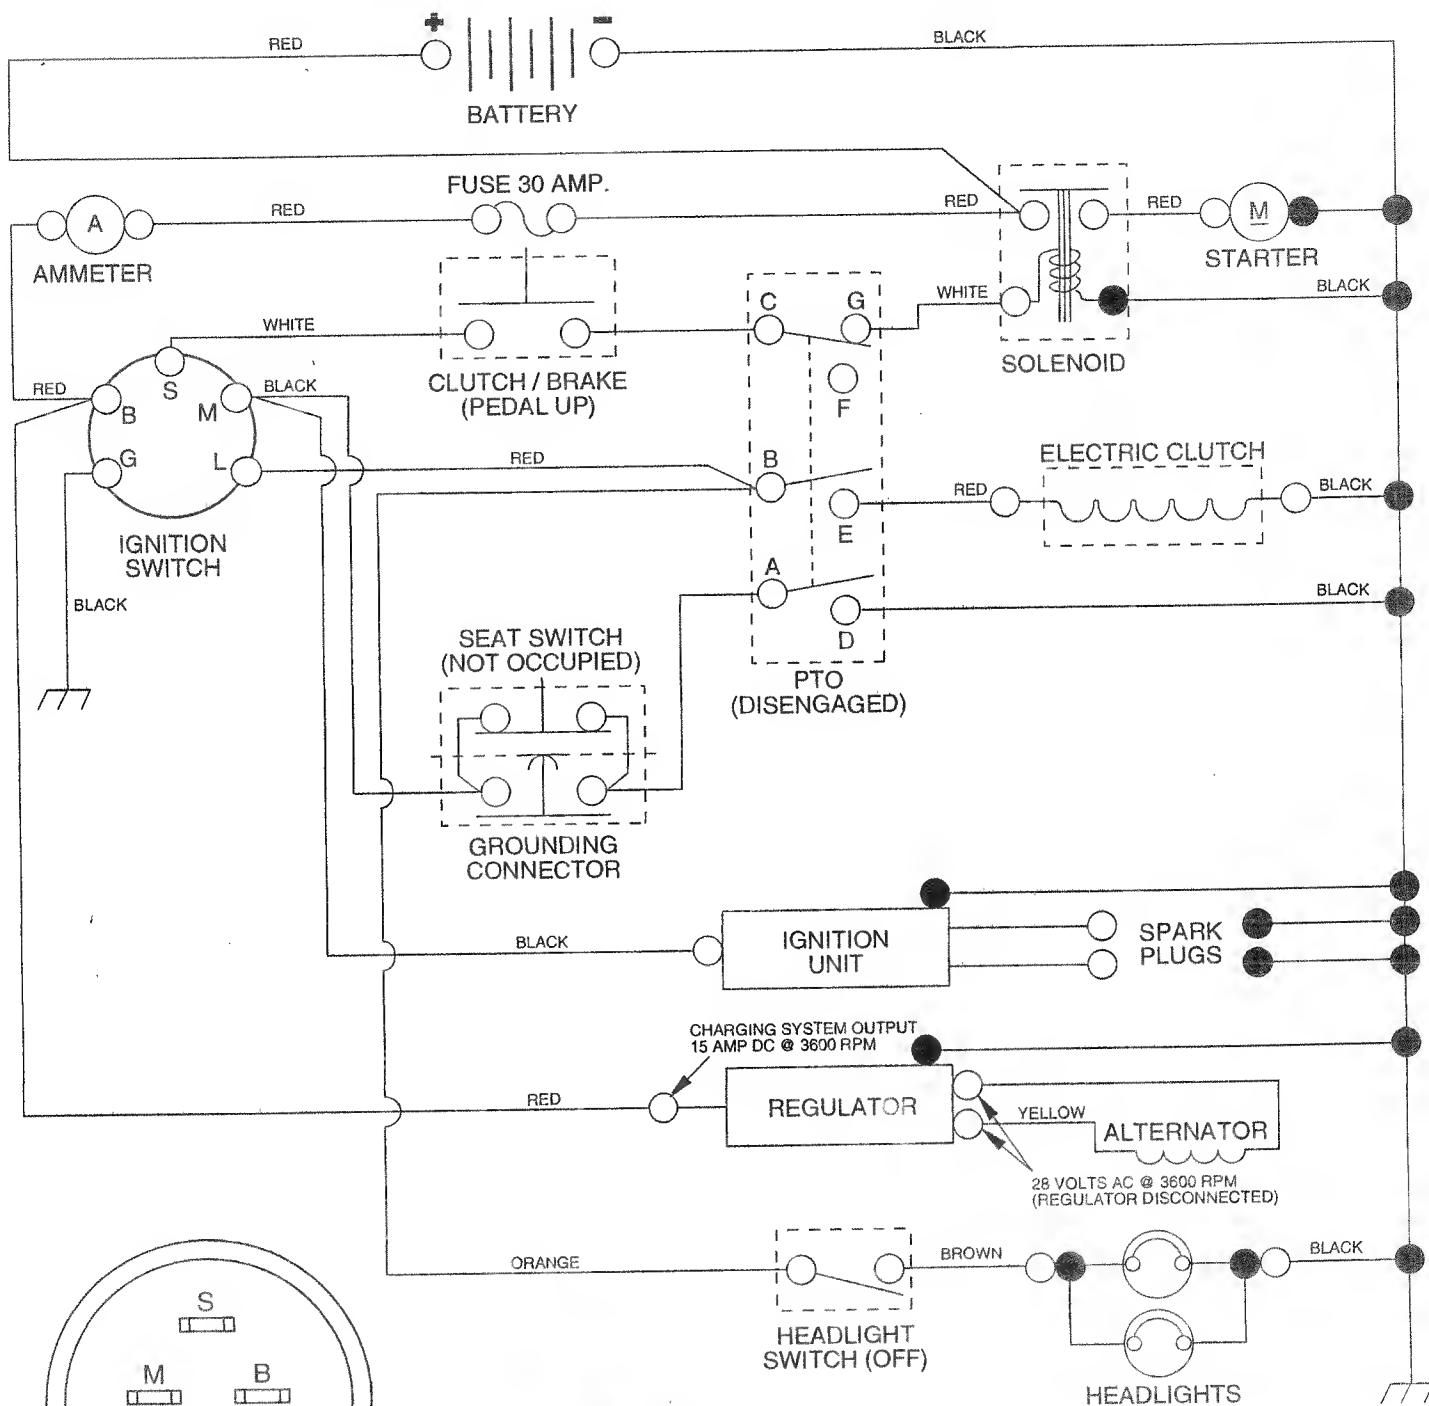 + -
RED
BLACK
BATTERY
FUSE 30 AMP.
RED
RED
RED
A
M
AMMETER
STARTER
WHITE
C
G
WHITE
BLACK
SOLENOID
RED
S
BLACK
B
M
CLUTCH / BRAKE
(PEDAL UP)
F
G
L
RED
B
ELECTRIC CLUTCH
RED
BLACK
E
IGNITION
SWITCH
A
BLACK
BLACK
D
SEAT SWITCH
(NOT OCCUPIED)
PTO
(DISENGAGED)
GROUNDING
CONNECTOR
BLACK
IGNITION
UNIT
SPARK
PLUGS
CHARGING SYSTEM OUTPUT
15 AMP DC @ 3600 RPM
RED
REGULATOR
YELLOW
ALTERNATOR
28 VOLTS AC @ 3600 RPM
(REGULATOR DISCONNECTED)
ORANGE
BROWN
BLACK
HEADLIGHT
SWITCH (OFF)
HEADLIGHTS
S
M
B